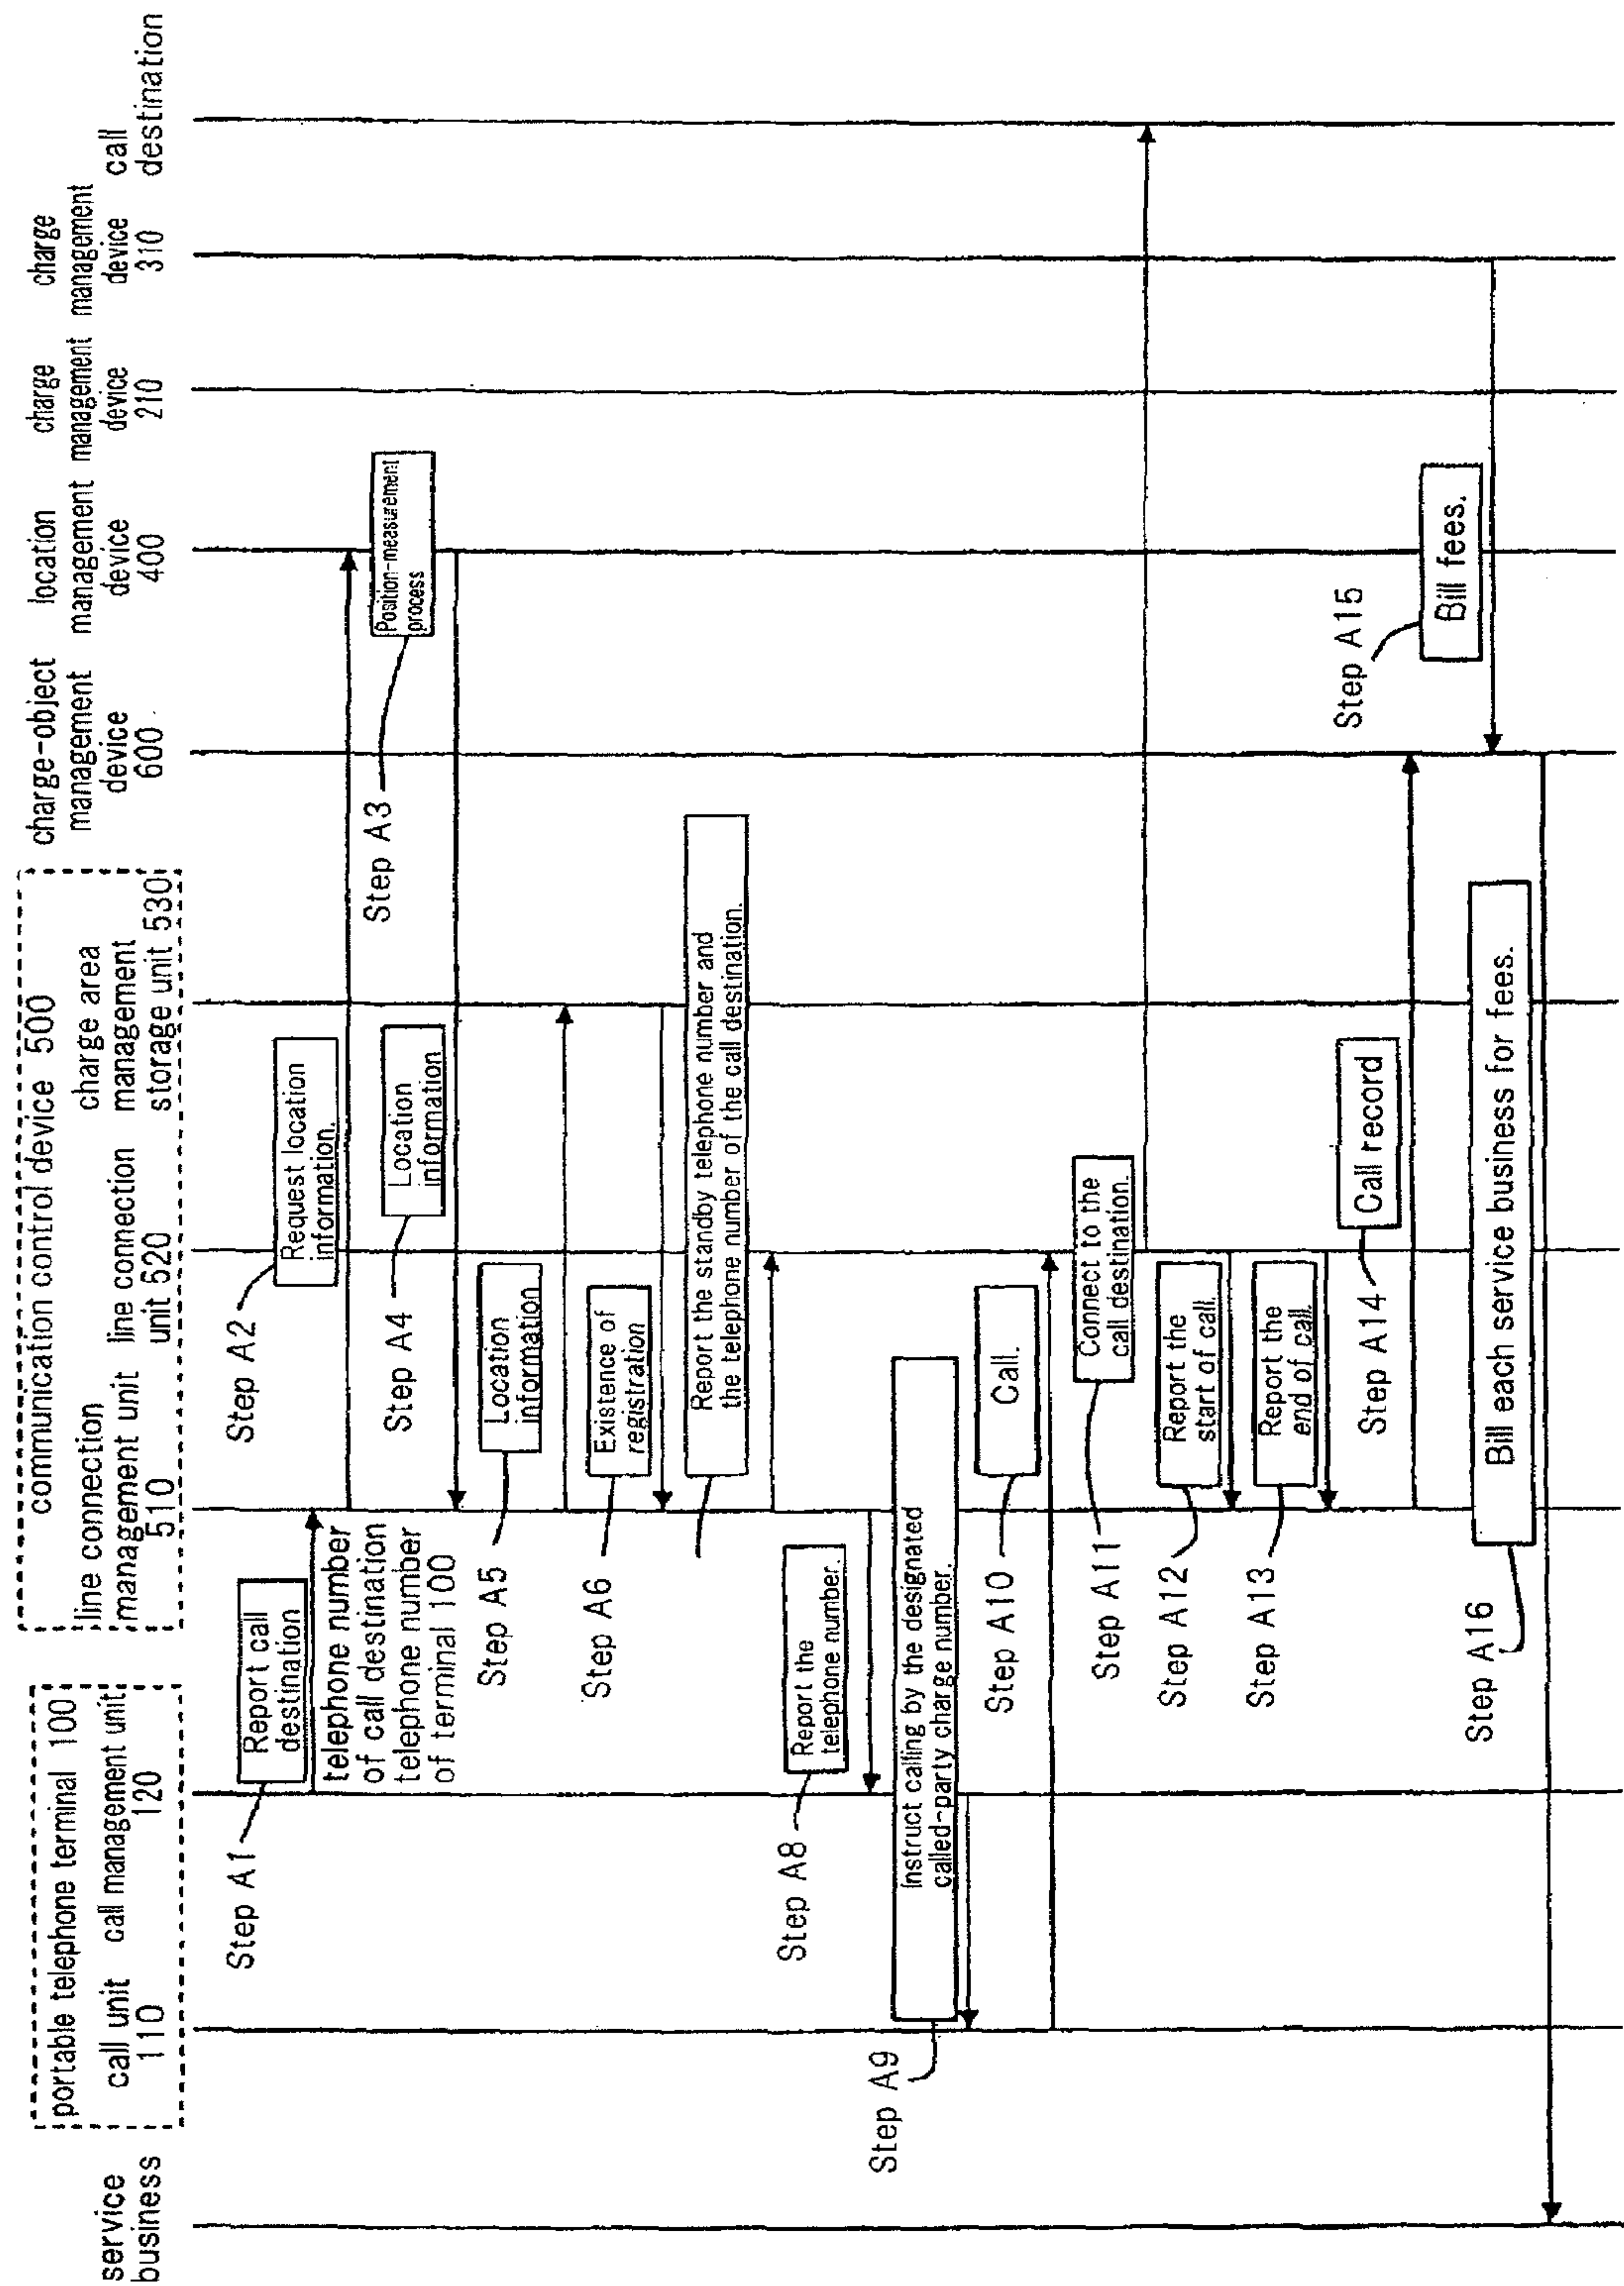 service
business
portable telephone terminal 100
call unit
110
call management unit
120
communication control device 500
line connection
management unit
510
line connection
unit 520
charge area
management
storage unit 530
charge-object
management
device
600
location
management
device
400
charge
management
device
210
charge
management
device
310
call
destination
Step A1
Report call
destination
telephone number
of call destination
telephone number
of terminal 100
Step A2
Request location
information.
Step A3
Position-measurement
process
Step A4
Location
information
Step A5
Location
information
Step A6
Existence of
registration
Report the standby telephone number and
the telephone number of the call destination.
Step A8
Report the
telephone number.
Step A9
Instruct calling by the designated
called-party charge number.
Step A10
Call.
Step A11
Connect to the
call destination.
Step A12
Report the
start of call.
Step A13
Report the
end of call.
Step A14
Call record
Step A15
Bill fees.
Step A16
Bill each service business for fees.